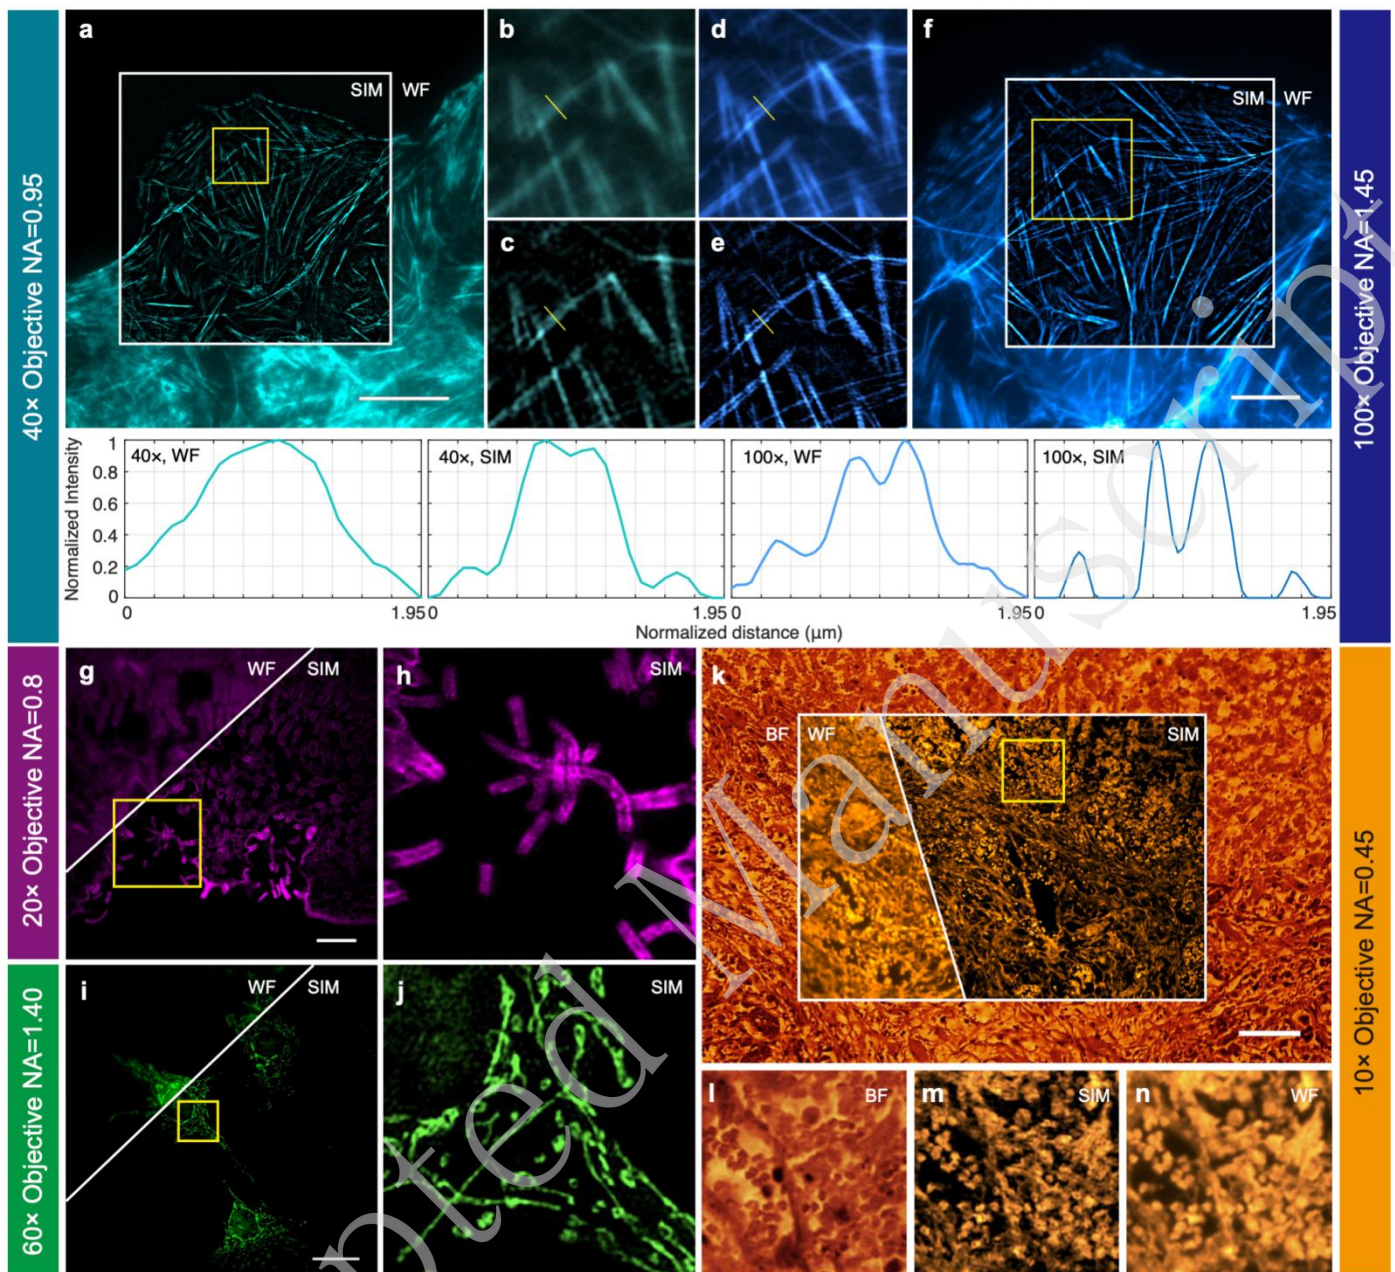 40× Objective NA=0.95
a
SIM WF
b
d
c
e
f
SIM WF
100× Objective NA=1.45
Normalized Intensity
1
0.8
0.6
0.4
0.2
0
40×, WF
40×, SIM
100×, WF
100×, SIM
0 1.95 0 1.95 0 1.95 0 1.95
Normalized distance (μm)
20× Objective NA=0.8
g
WF SIM
h
SIM
k
BF WF SIM
10× Objective NA=0.45
60× Objective NA=1.40
i
WF SIM
j
SIM
l
BF
m
SIM
n
WF
pted Manuscript